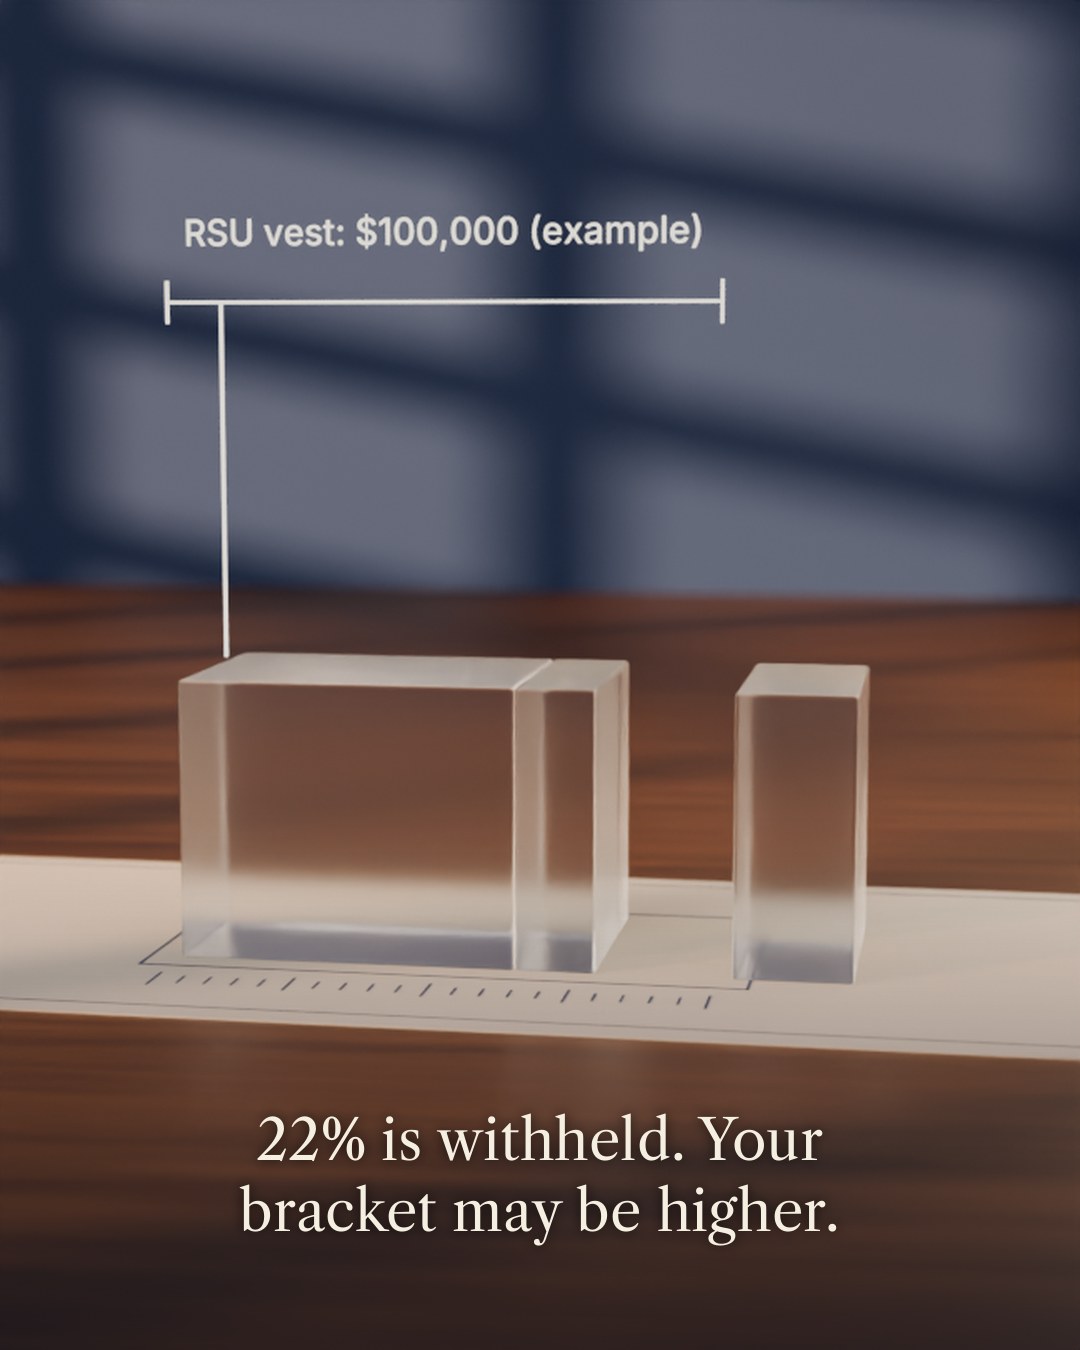 RSU vest: $100,000 (example)
22% is withheld. Your
bracket may be higher.